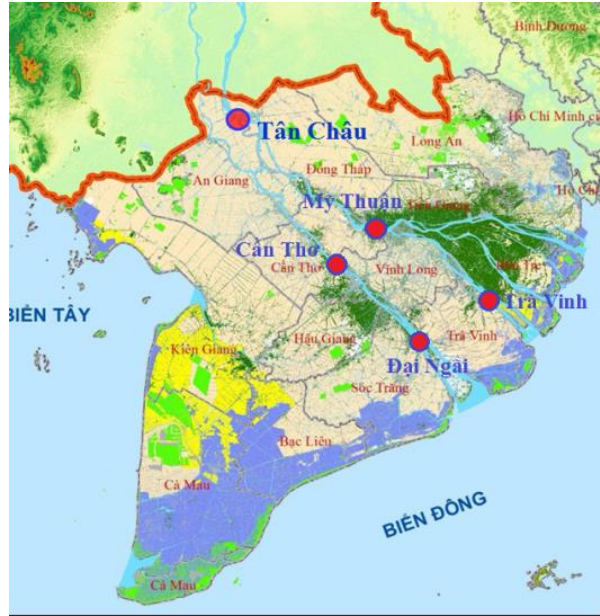 Bình Dương
Hồ Chí Minh
Tân Châu
Long An
Đồng Tháp
An Giang
Hồ Chí
Mỹ Thuận
Tiền Giang
Cần Thơ
Cần Thơ
Vĩnh Long
Bến Tre
Trà Vinh
BIỂN TÂY
Trà Vinh
Hậu Giang
Kiên Giang
Đại Ngãi
Sóc Trăng
Bạc Liêu
Cà Mau
BIỂN ĐÔNG
Cà Mau